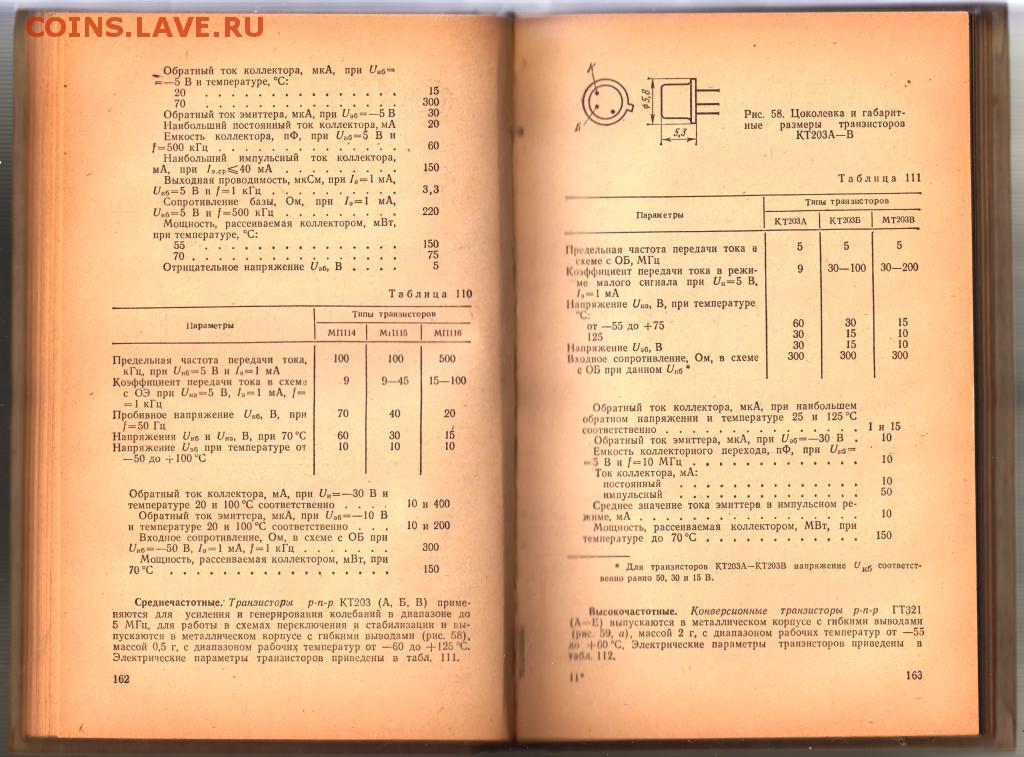 COINS.LAVE.RU
Обратный ток коллектора, мкА, при Uкб=
=—5 В и температуре, °С:
20 . . . . . . . . . . . . . . . 15
70 . . . . . . . . . . . . . . . 300
Обратный ток эмиттера, мкА, при Uэб=—5 В 30
Наибольший постоянный ток коллектора, мА 20
Емкость коллектора, пФ, при Uкб=5 В и
f=500 кГц . . . . . . . . . . . . . 60
Наибольший импульсный ток коллектора,
мА, при Iэ.ср⩽40 мА . . . . . . . . . 150
Выходная проводимость, мкСм, при Iэ=1 мА,
Uкб=5 В и f=1 кГц . . . . . . . . . . 3,3
Сопротивление базы, Ом, при Iэ=1 мА,
Uкб=5 В и f=500 кГц . . . . . . . . . 220
Мощность, рассеиваемая коллектором, мВт,
при температуре, °С:
55 . . . . . . . . . . . . . . . 150
70 . . . . . . . . . . . . . . . 75
Отрицательное напряжение Uэб, В . . . . 5
Таблица 110
Параметры Типы транзисторов
МП114 МП115 МП116
Предельная частота передачи тока, 100 100 500
кГц, при Uкб=5 В и Iэ=1 мА
Коэффициент передачи тока в схеме 9 9—45 15—100
с ОЭ при Uкэ=5 В, Iэ=1 мА, f=
=1 кГц
Пробивное напряжение Uкб, В, при 70 40 20
f=50 Гц
Напряжения Uкб и Uкэ, В, при 70 °С 60 30 15
Напряжение Uэб при температуре от 10 10 10
—50 до +100 °С
Обратный ток коллектора, мА, при Uк=—30 В и
температуре 20 и 100 °С соответственно . . . . 10 и 400
Обратный ток эмиттера, мкА, при Uэб=—10 В
и температуре 20 и 100 °С соответственно . . . 10 и 200
Входное сопротивление, Ом, в схеме с ОБ при
Uкб=—50 В, Iэ=1 мА, f=1 кГц . . . . . . . 300
Мощность, рассеиваемая коллектором, мВт, при
70 °С . . . . . . . . . . . . . . . . 150
Среднечастотные. Транзисторы р-п-р КТ203 (А, Б, В) приме-
няются для усиления и генерирования колебаний в диапазоне до
5 МГц, для работы в схемах переключения и стабилизации и вы-
пускаются в металлическом корпусе с гибкими выводами (рис. 58),
массой 0,5 г, с диапазоном рабочих температур от —60 до +125 °С.
Электрические параметры транзисторов приведены в табл. 111.
162
К
Б
ϕ5,8
5,3
Рис. 58. Цоколевка и габарит-
ные размеры транзисторов
КТ203А—В
Таблица 111
Параметры Типы транзисторов
КТ203А КТ203Б МТ203В
Предельная частота передачи тока в 5 5 5
схеме с ОБ, МГц
Коэффициент передачи тока в режи- 9 30—100 30—200
ме малого сигнала при Uк=5 В,
Iэ=1 мА
Напряжение Uкэ, В, при температуре
°С:
от —55 до +75 60 30 15
125 30 15 10
Напряжение Uэб, В 30 15 10
Входное сопротивление, Ом, в схеме 300 300 300
с ОБ при данном Uкб *
Обратный ток коллектора, мкА, при наибольшем
обратном напряжении и температуре 25 и 125 °С
соответственно . . . . . . . . . . . . . 1 и 15
Обратный ток эмиттера, мкА, при Uэб=—30 В . 10
Емкость коллекторного перехода, пФ, при Uкб=
=5 В и f=10 МГц . . . . . . . . . . . . 10
Ток коллектора, мА:
постоянный . . . . . . . . . . . . . 10
импульсный . . . . . . . . . . . . . 50
Среднее значение тока эмиттера в импульсном ре-
жиме, мА . . . . . . . . . . . . . . . 10
Мощность, рассеиваемая коллектором, МВт, при
температуре до 70 °С . . . . . . . . . . . 150
* Для транзисторов КТ203А—КТ203В напряжение Uкб соответст-
венно равно 50, 30 и 15 В.
Высокочастотные. Конверсионные транзисторы р-п-р ГТ321
(А—Е) выпускаются в металлическом корпусе с гибкими выводами
(рис. 59, а), массой 2 г, с диапазоном рабочих температур от —55
до +60 °С. Электрические параметры транзисторов приведены в
табл. 112.
11* 163